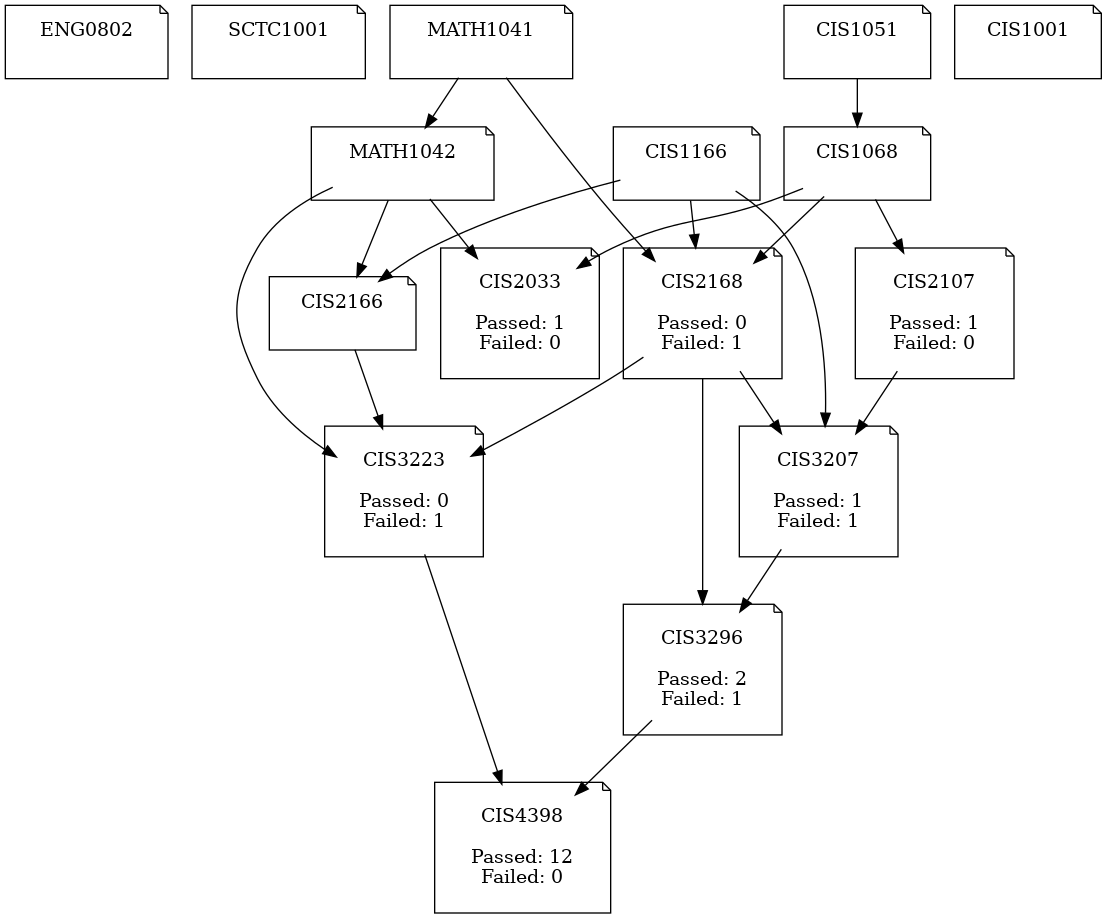 ENG0802
SCTC1001
MATH1041
CIS1051
CIS1001
MATH1042
CIS1166
CIS1068
CIS2166
CIS2033
Passed: 1
Failed: 0
CIS2168
Passed: 0
Failed: 1
CIS2107
Passed: 1
Failed: 0
CIS3223
Passed: 0
Failed: 1
CIS3207
Passed: 1
Failed: 1
CIS3296
Passed: 2
Failed: 1
CIS4398
Passed: 12
Failed: 0